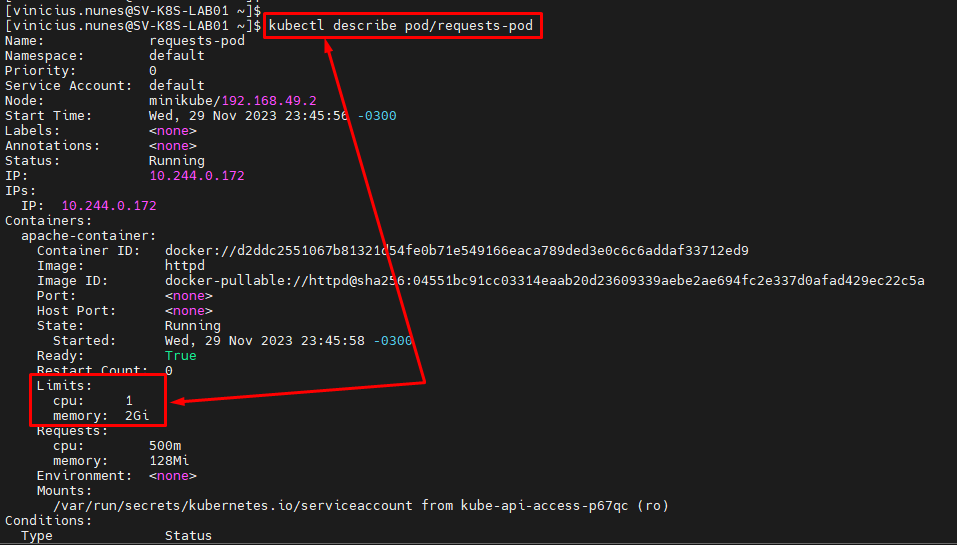 [vinicius.nunes@SV-K8S-LAB01 ~]$
[vinicius.nunes@SV-K8S-LAB01 ~]$ kubectl describe pod/requests-pod
Name:             requests-pod
Namespace:        default
Priority:         0
Service Account:  default
Node:             minikube/192.168.49.2
Start Time:       Wed, 29 Nov 2023 23:45:56 -0300
Labels:           <none>
Annotations:      <none>
Status:           Running
IP:               10.244.0.172
IPs:
  IP:  10.244.0.172
Containers:
  apache-container:
    Container ID:   docker://d2ddc2551067b81321d54fe0b71e549166eaca789ded3e0c6c6addaf33712ed9
    Image:          httpd
    Image ID:       docker-pullable://httpd@sha256:04551bc91cc03314eaab20d23609339aebe2ae694fc2e337d0afad429ec22c5a
    Port:           <none>
    Host Port:      <none>
    State:          Running
      Started:      Wed, 29 Nov 2023 23:45:58 -0300
    Ready:          True
    Restart Count:  0
    Limits:
      cpu:     1
      memory:  2Gi
    Requests:
      cpu:        500m
      memory:     128Mi
    Environment:  <none>
    Mounts:
      /var/run/secrets/kubernetes.io/serviceaccount from kube-api-access-p67qc (ro)
Conditions:
  Type              Status